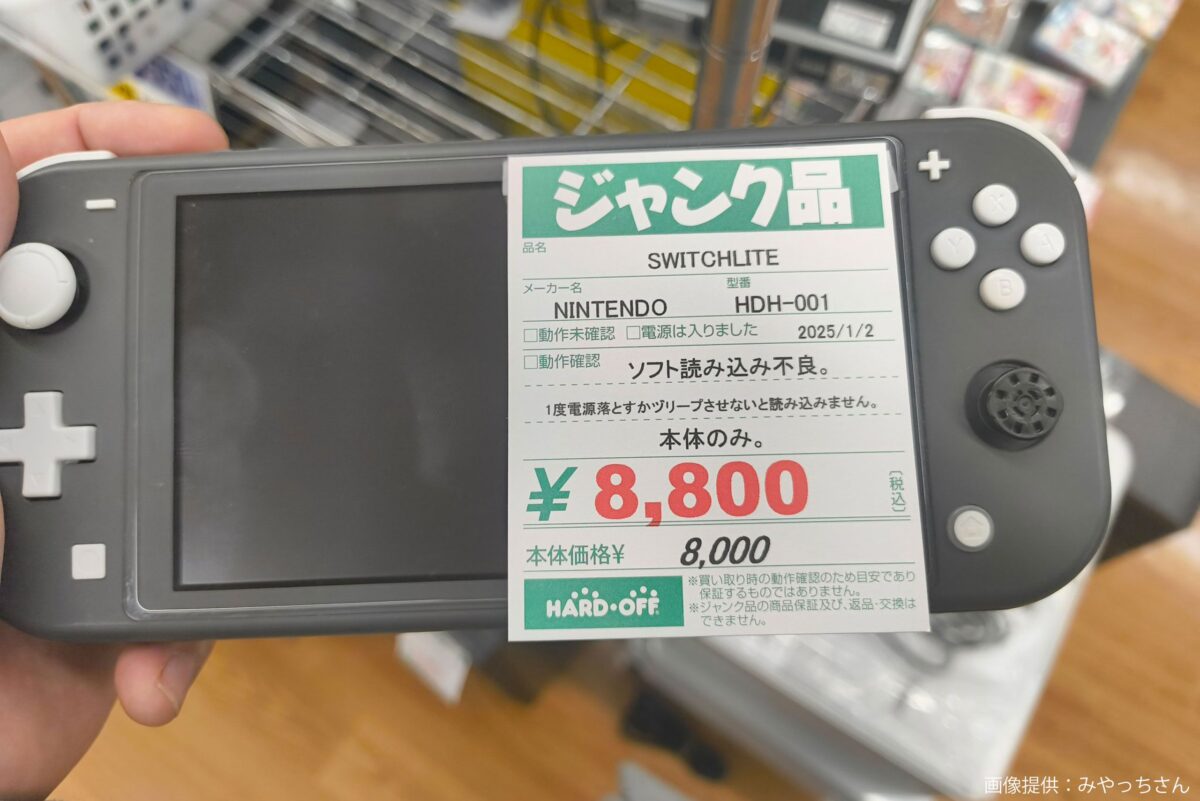 ジャンク品
品名
SWITCHLITE
メーカー名 型番
NINTENDO HDH-001
□動作未確認 □電源は入りました 2025/1/2
□動作確認 ソフト読み込み不良。
1度電源落とすかヅリープさせないと読み込みません。
本体のみ。
¥8,800 (税込)
本体価格¥ 8,000
HARD・OFF
※買い取り時の動作確認のため目安であり
保証するものではありません。
※ジャンク品の商品保証及び、返品・交換は
できません。
X
Y A
B
画像提供：みやっちさん